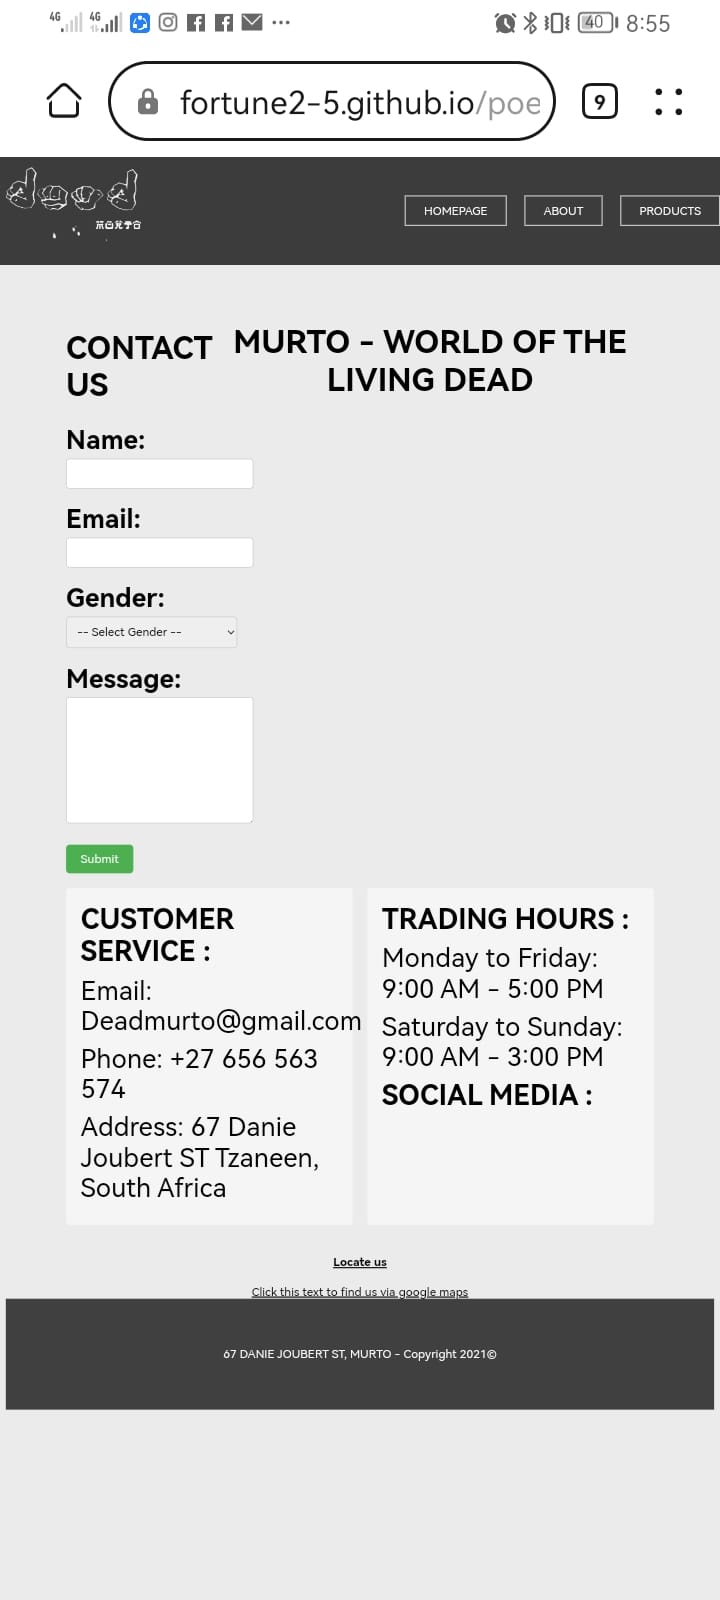 4G 4G 40 8:55
fortune2-5.github.io/poe 9
dead
MURTO
HOMEPAGE ABOUT PRODUCTS
CONTACT
US
MURTO - WORLD OF THE
LIVING DEAD
Name:
Email:
Gender:
-- Select Gender --
Message:
Submit
CUSTOMER
SERVICE :
Email:
Deadmurto@gmail.com
Phone: +27 656 563
574
Address: 67 Danie
Joubert ST Tzaneen,
South Africa
TRADING HOURS :
Monday to Friday:
9:00 AM - 5:00 PM
Saturday to Sunday:
9:00 AM - 3:00 PM
SOCIAL MEDIA :
Locate us
Click this text to find us via google maps
67 DANIE JOUBERT ST, MURTO - Copyright 2021©